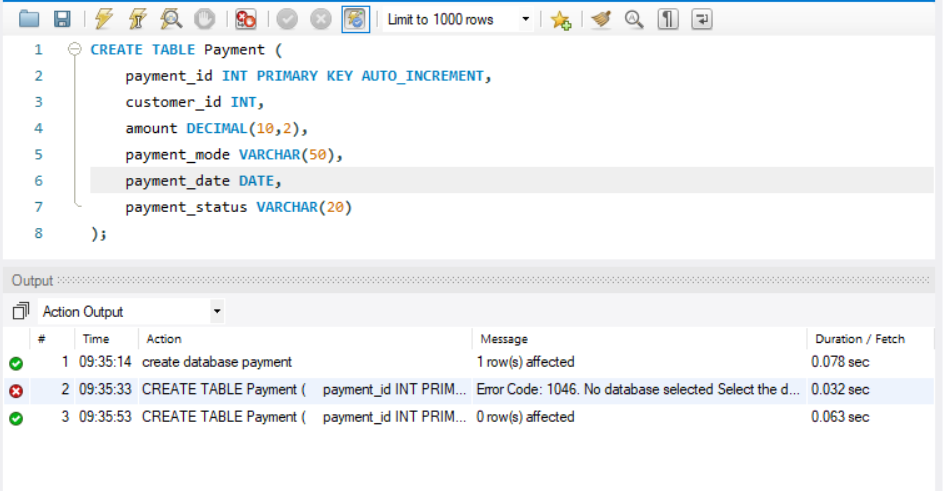 Limit to 1000 rows
1 CREATE TABLE Payment (
2 payment_id INT PRIMARY KEY AUTO_INCREMENT,
3 customer_id INT,
4 amount DECIMAL(10,2),
5 payment_mode VARCHAR(50),
6 payment_date DATE,
7 payment_status VARCHAR(20)
8 );
Output
Action Output
# Time Action Message Duration / Fetch
1 09:35:14 create database payment 1 row(s) affected 0.078 sec
2 09:35:33 CREATE TABLE Payment ( payment_id INT PRIM... Error Code: 1046. No database selected Select the d... 0.032 sec
3 09:35:53 CREATE TABLE Payment ( payment_id INT PRIM... 0 row(s) affected 0.063 sec